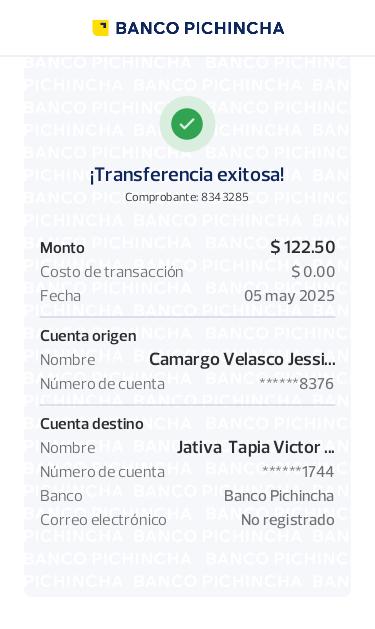 BANCO PICHINCHA
¡Transferencia exitosa!
Comprobante: 8343285
Monto $ 122.50
Costo de transacción $ 0.00
Fecha 05 may 2025
Cuenta origen
Nombre Camargo Velasco Jessi...
Número de cuenta ******8376
Cuenta destino
Nombre Jativa Tapia Victor ...
Número de cuenta ******1744
Banco Banco Pichincha
Correo electrónico No registrado